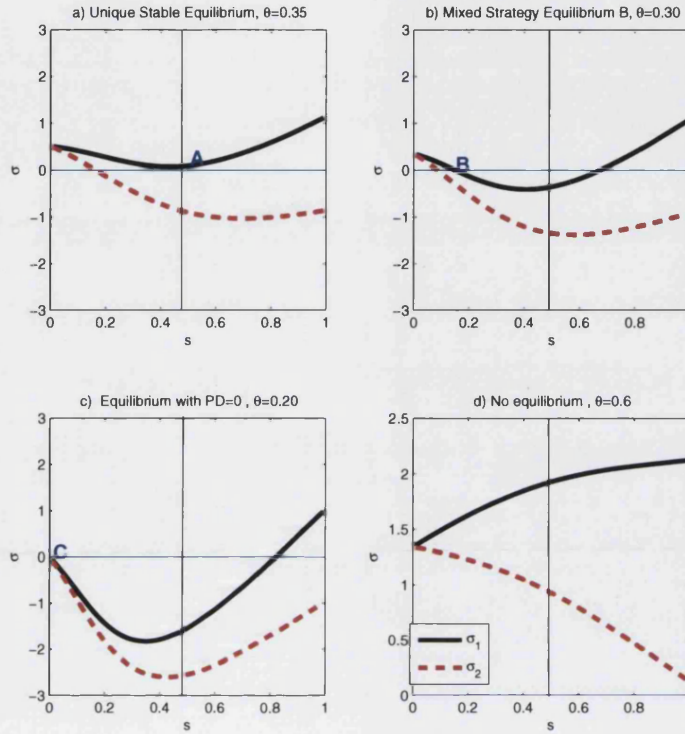 a) Unique Stable Equilibrium, θ=0.35
3
2
1
0
−1
−2
−3
σ
A
0
0.2
0.4
0.6
0.8
1
s
b) Mixed Strategy Equilibrium B, θ=0.30
3
2
1
0
−1
−2
−3
σ
B
0
0.2
0.4
0.6
0.8
s
c) Equilibrium with PD=0 , θ=0.20
3
2
1
0
−1
−2
−3
σ
C
0
0.2
0.4
0.6
0.8
1
s
d) No equilibrium , θ=0.6
2.5
2
1.5
1
0.5
0
σ
σ1
σ2
0
0.2
0.4
0.6
0.8
s